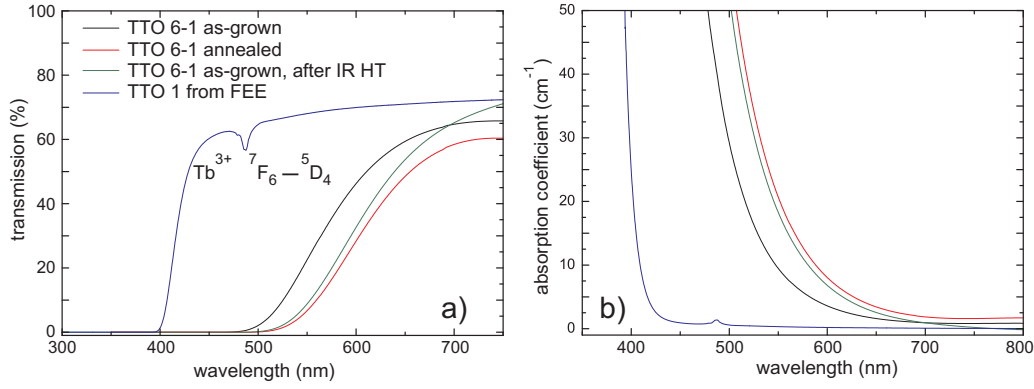 TTO 6-1 as-grown
TTO 6-1 annealed
TTO 6-1 as-grown, after IR HT
TTO 1 from FEE
Tb3+ 7F6 — 5D4
a)
100
80
60
40
20
0
transmission (%)
300 400 500 600 700
wavelength (nm)
b)
50
40
30
20
10
0
absorption coefficient (cm-1)
400 500 600 700 800
wavelength (nm)